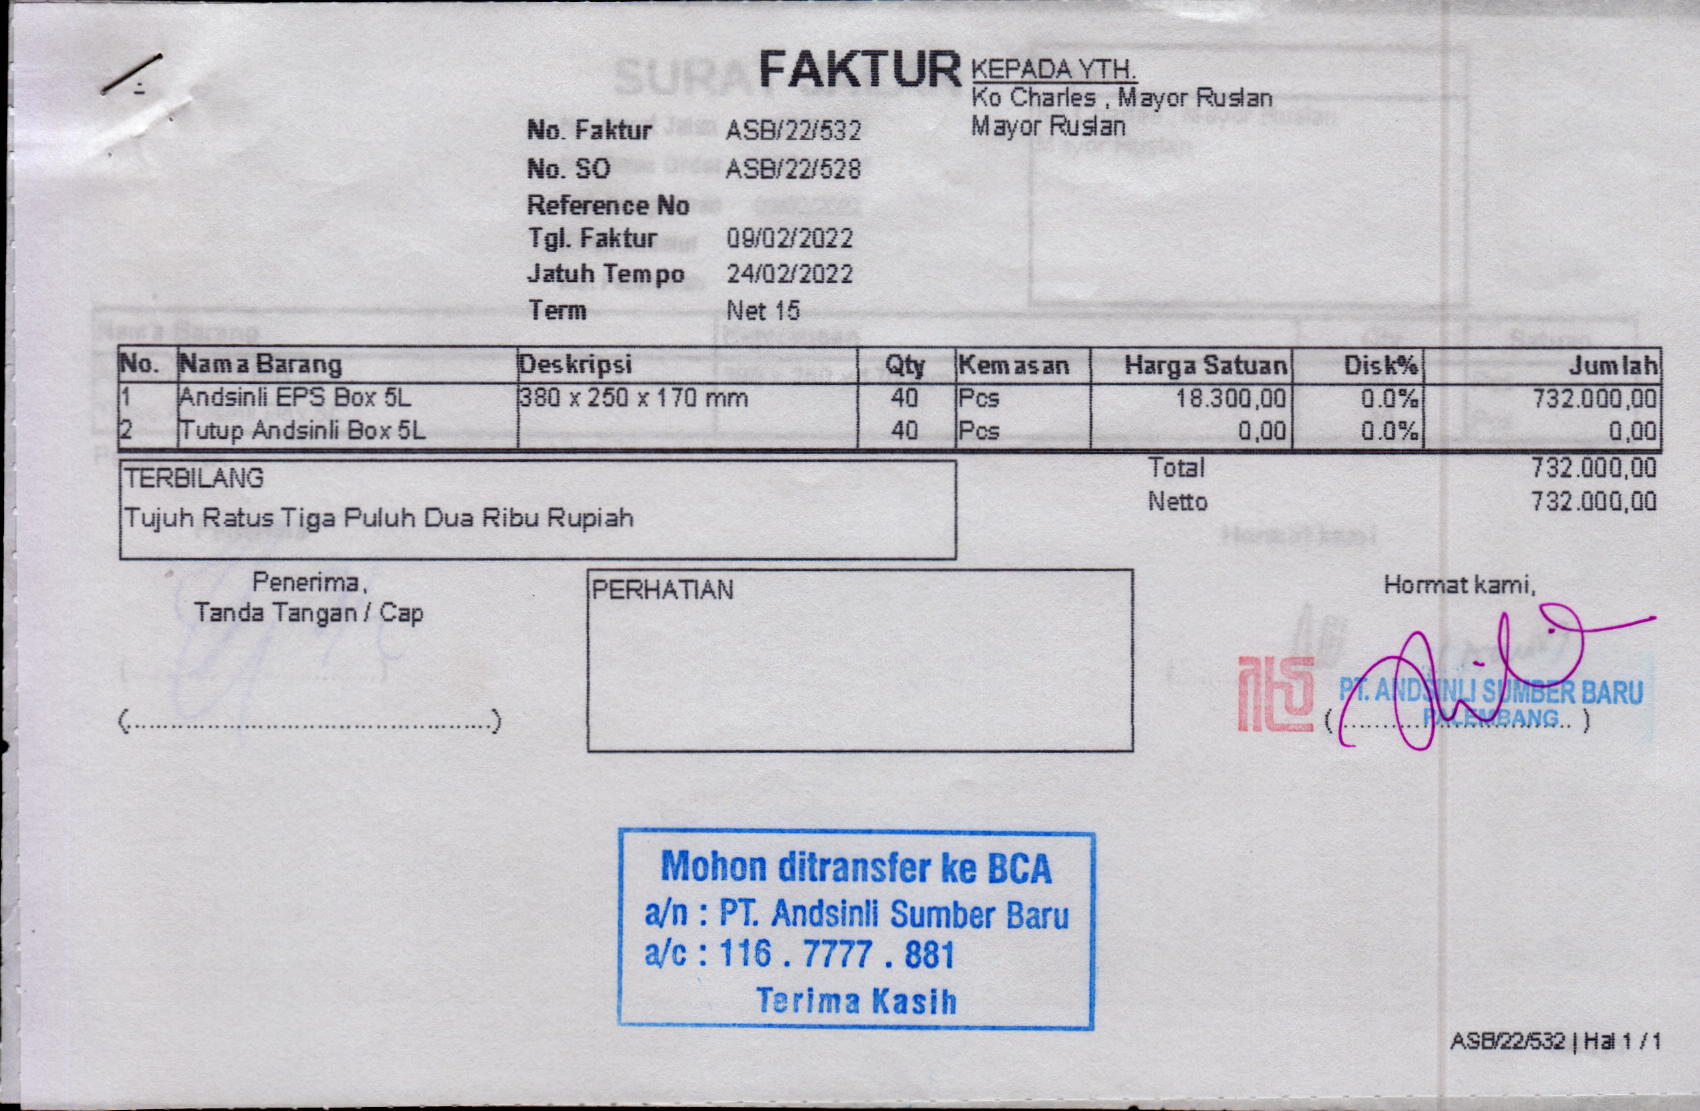 FAKTUR
KEPADA YTH.
Ko Charles , Mayor Ruslan
Mayor Ruslan
No. Faktur ASB/22/532
No. SO ASB/22/528
Reference No
Tgl. Faktur 09/02/2022
Jatuh Tempo 24/02/2022
Term Net 15
No. Nama Barang Deskripsi Qty Kemasan Harga Satuan Disk% Jumlah
1 Andsinli EPS Box 5L 380 x 250 x 170 mm 40 Pcs 18.300,00 0.0% 732.000,00
2 Tutup Andsinli Box 5L 40 Pcs 0,00 0.0% 0,00
Total 732.000,00
Netto 732.000,00
TERBILANG
Tujuh Ratus Tiga Puluh Dua Ribu Rupiah
Penerima,
Tanda Tangan / Cap
(................................................)
PERHATIAN
Hormat kami,
PT. ANDSINLI SUMBER BARU
PALEMBANG
(..............................)
Mohon ditransfer ke BCA
a/n : PT. Andsinli Sumber Baru
a/c : 116 . 7777 . 881
Terima Kasih
ASB/22/532 | Hal 1 / 1